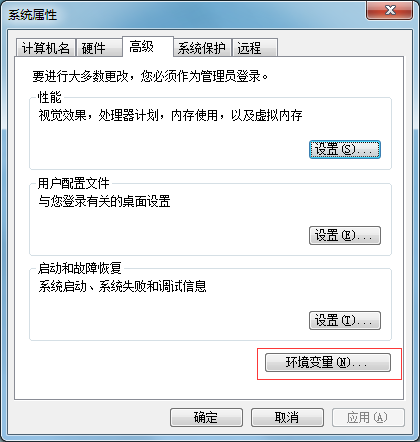 系统属性
计算机名 硬件 高级 系统保护 远程
要进行大多数更改，您必须作为管理员登录。
性能
视觉效果，处理器计划，内存使用，以及虚拟内存
设置(S)...
用户配置文件
与您登录有关的桌面设置
设置(E)...
启动和故障恢复
系统启动、系统失败和调试信息
设置(T)...
环境变量(N)...
确定 取消 应用(A)